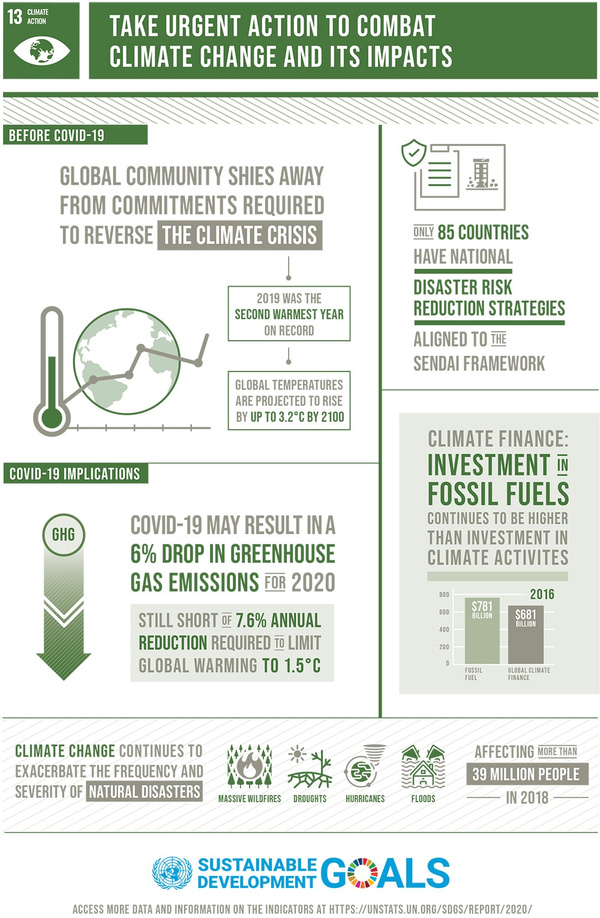 13 CLIMATE
ACTION
TAKE URGENT ACTION TO COMBAT
CLIMATE CHANGE AND ITS IMPACTS
BEFORE COVID-19
GLOBAL COMMUNITY SHIES AWAY
FROM COMMITMENTS REQUIRED
TO REVERSE THE CLIMATE CRISIS
2019 WAS THE
SECOND WARMEST YEAR
ON RECORD
GLOBAL TEMPERATURES
ARE PROJECTED TO RISE
BY UP TO 3.2°C BY 2100
ONLY 85 COUNTRIES
HAVE NATIONAL
DISASTER RISK
REDUCTION STRATEGIES
ALIGNED TO THE
SENDAI FRAMEWORK
COVID-19 IMPLICATIONS
GHG
COVID-19 MAY RESULT IN A
6% DROP IN GREENHOUSE
GAS EMISSIONS FOR 2020
STILL SHORT OF 7.6% ANNUAL
REDUCTION REQUIRED TO LIMIT
GLOBAL WARMING TO 1.5°C
CLIMATE FINANCE:
INVESTMENT IN
FOSSIL FUELS
CONTINUES TO BE HIGHER
THAN INVESTMENT IN
CLIMATE ACTIVITES
2016
800
600
400
200
0
$781
BILLION
$681
BILLION
FOSSIL
FUEL
GLOBAL CLIMATE
FINANCE
CLIMATE CHANGE CONTINUES TO
EXACERBATE THE FREQUENCY AND
SEVERITY OF NATURAL DISASTERS
MASSIVE WILDFIRES
DROUGHTS
HURRICANES
FLOODS
AFFECTING MORE THAN
39 MILLION PEOPLE
IN 2018
SUSTAINABLE
DEVELOPMENT
GOALS
ACCESS MORE DATA AND INFORMATION ON THE INDICATORS AT HTTPS://UNSTATS.UN.ORG/SDGS/REPORT/2020/